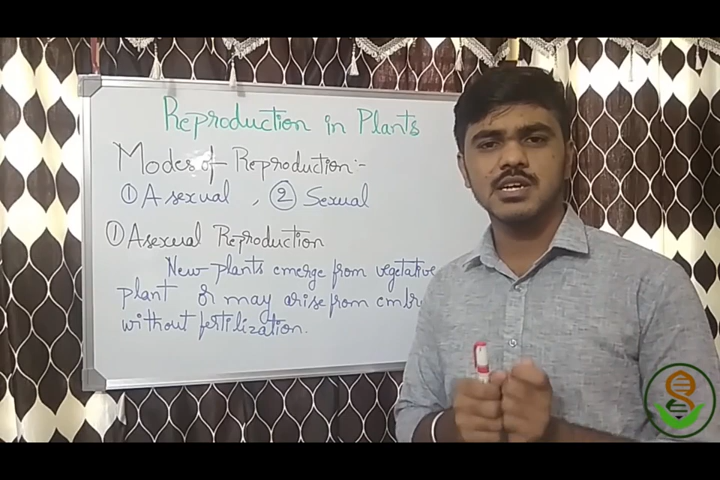 Reproduction in Plants
Modes of Reproduction:-
① Asexual , ② Sexual
① Asexual Reproduction
New plants emerge from vegetative
plant or may arise from
without fertilization.